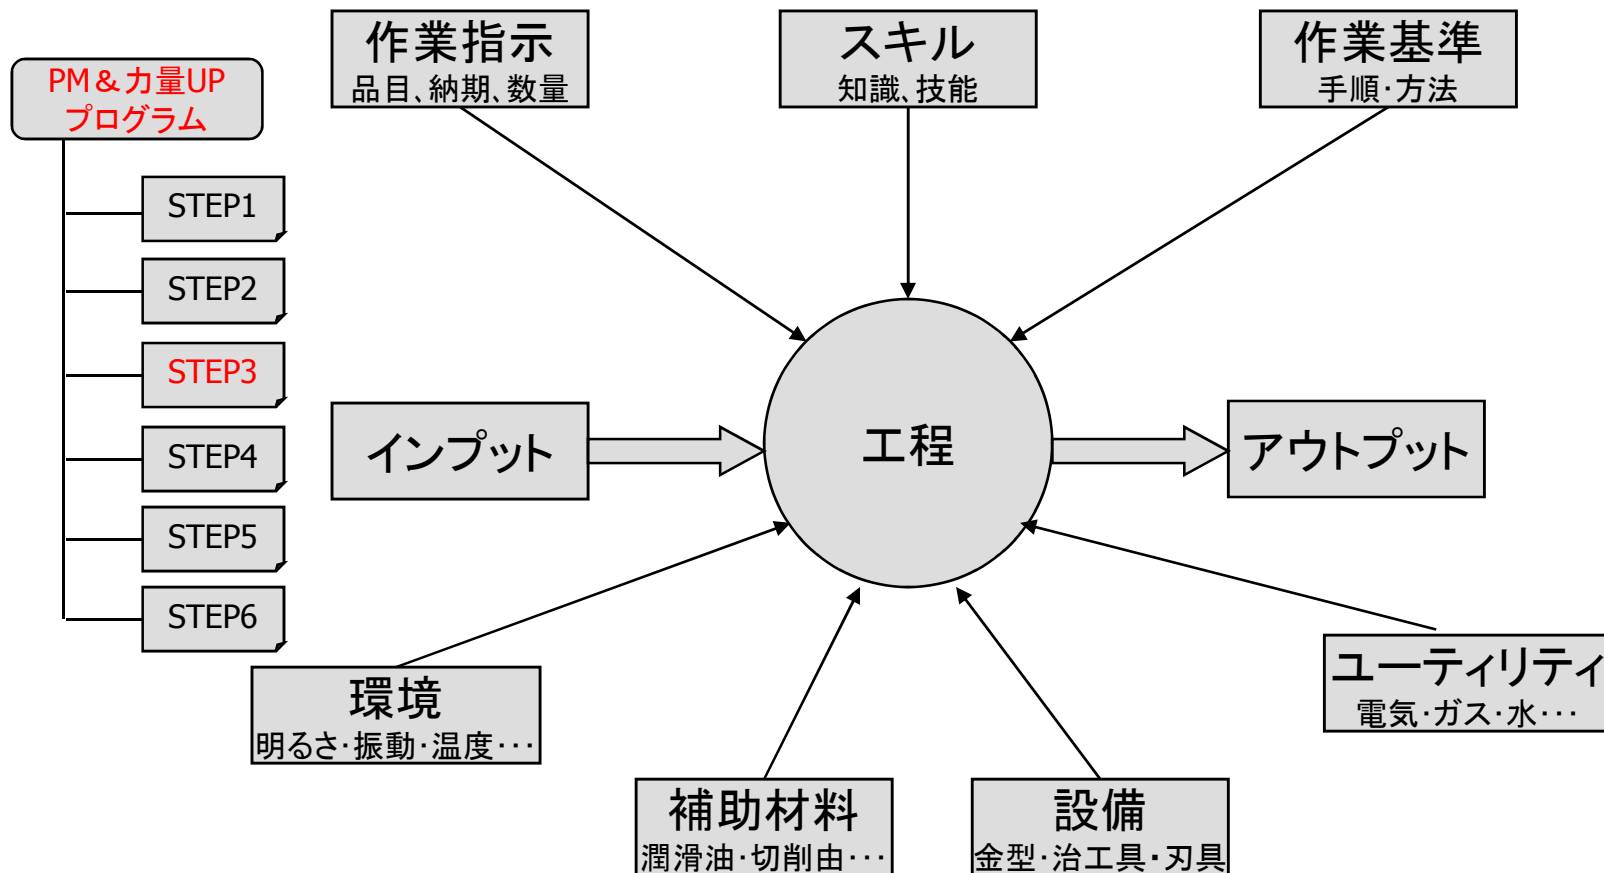 作業指示
品目、納期、数量
スキル
知識、技能
作業基準
手順・方法
PM&力量UP
プログラム
STEP1
STEP2
STEP3
STEP4
STEP5
STEP6
インプット
工程
アウトプット
環境
明るさ・振動・温度・・・
補助材料
潤滑油・切削由・・・
設備
金型・治工具・刃具
ユーティリティ
電気・ガス・水・・・